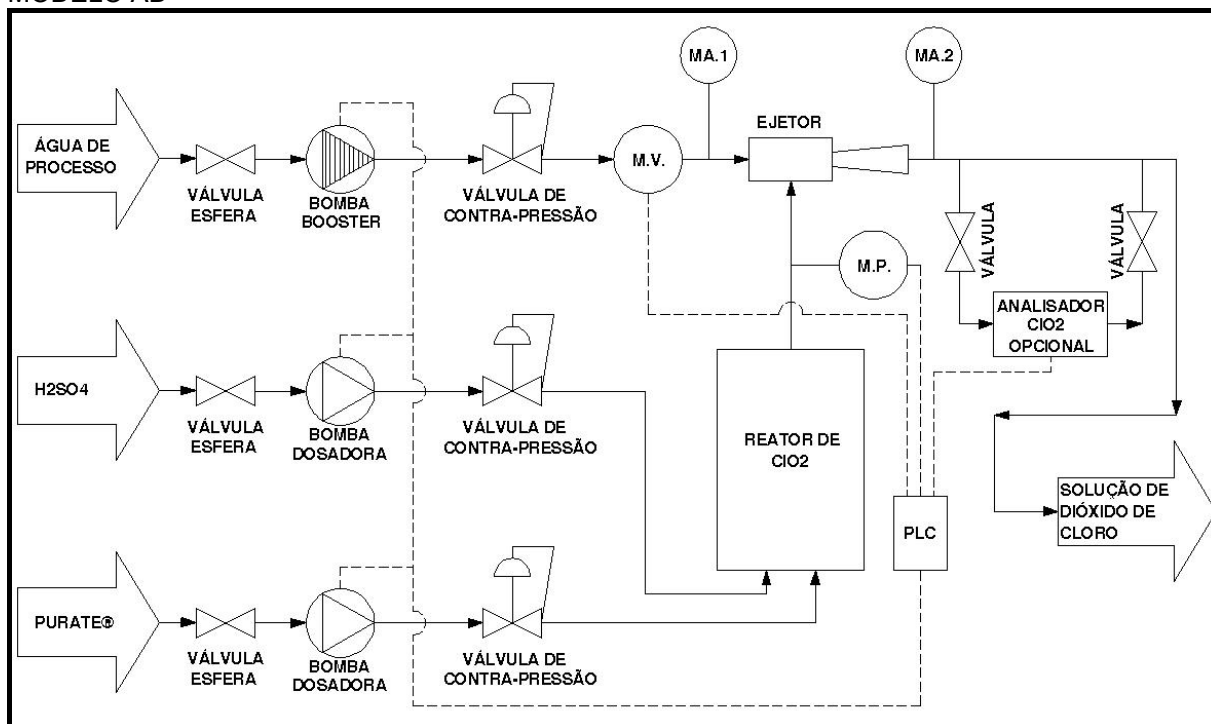 MODELO
ÁGUA DE
PROCESSO
VÁLVULA
ESFERA
BOMBA
BOOSTER
VÁLVULA DE
CONTRA-PRESSÃO
M.V.
MA.1
EJETOR
MA.2
M.P.
VÁLVULA
VÁLVULA
ANALISADOR
ClO2
OPCIONAL
H2SO4
VÁLVULA
ESFERA
BOMBA
DOSADORA
VÁLVULA DE
CONTRA-PRESSÃO
REATOR DE
ClO2
PLC
SOLUÇÃO DE
DIÓXIDO DE
CLORO
PURATE®
VÁLVULA
ESFERA
BOMBA
DOSADORA
VÁLVULA DE
CONTRA-PRESSÃO